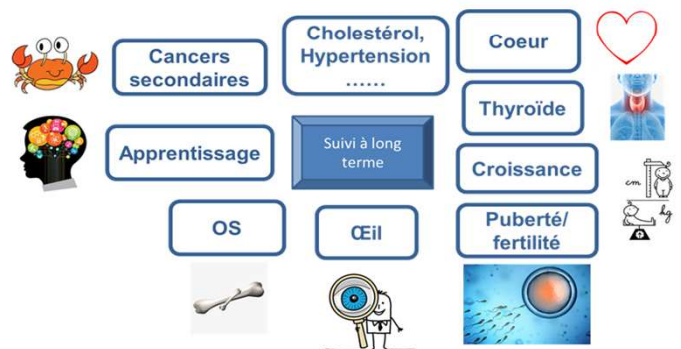 Cancers
secondaires
Cholestérol,
Hypertension
......
Coeur
Thyroïde
Apprentissage
Suivi à long
terme
Croissance
cm
kg
OS
Œil
Puberté/
fertilité